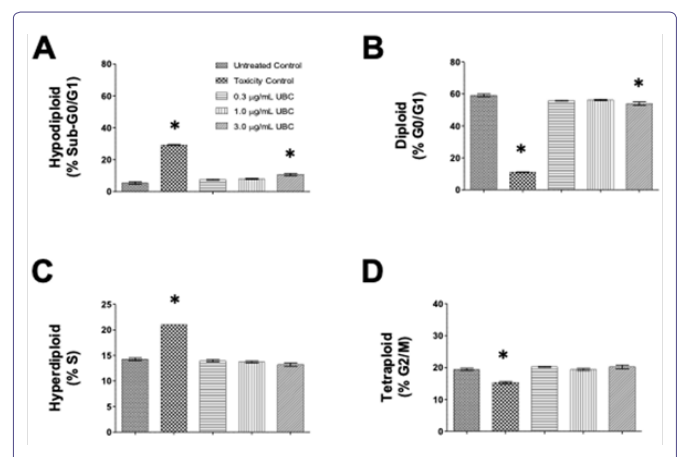 A
Hypodiploid
(% Sub-G0/G1)
80
60
40
20
0
Untreated Control
Toxicity Control
0.3 µg/mL UBC
1.0 µg/mL UBC
3.0 µg/mL UBC
*
*
B
Diploid
(% G0/G1)
80
60
40
20
0
*
*
C
Hyperdiploid
(% S)
25
20
15
10
5
0
*
D
Tetraploid
(% G2/M)
40
30
20
10
0
*